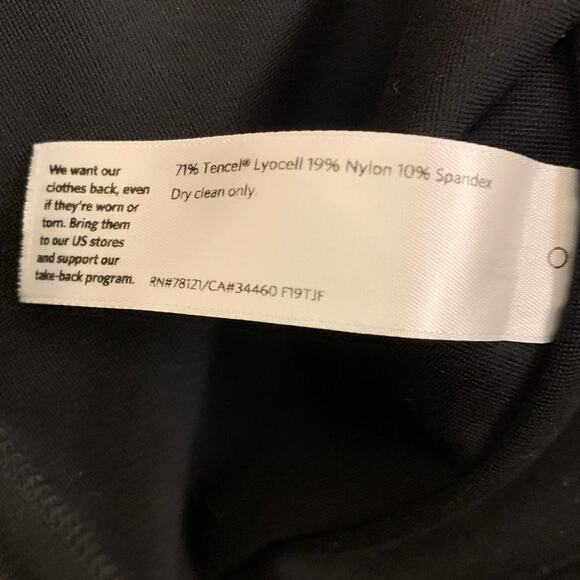 We want our
clothes back, even
if they're worn or
torn. Bring them
to our US stores
and support our
take-back program.
71% Tencel® Lyocell 19% Nylon 10% Spandex
Dry clean only.
RN#78121/CA#34460 F19TJF